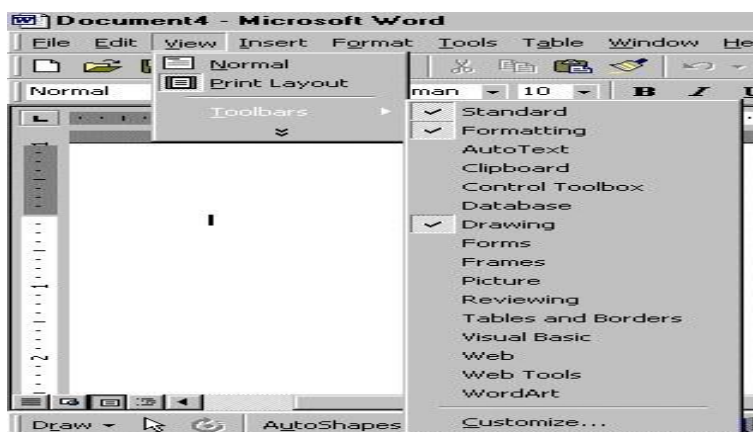 Document4 - Microsoft Word
File Edit View Insert Format Tools Table Window He
Normal
Print Layout
Normal man 10 B I U
Toolbars
Standard
Formatting
AutoText
Clipboard
Control Toolbox
Database
Drawing
Forms
Frames
Picture
Reviewing
Tables and Borders
Visual Basic
Web
Web Tools
WordArt
Customize...
Draw AutoShapes